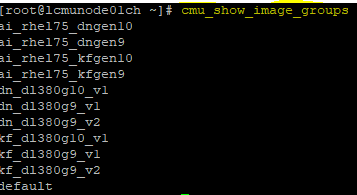 [root@lcmunode01ch ~]# cmu_show_image_groups
ai_rhel75_dngen10
ai_rhel75_dngen9
ai_rhel75_kfgen10
ai_rhel75_kfgen9
dn_dl380g10_v1
dn_dl380g9_v1
dn_dl380g9_v2
kf_dl380g10_v1
kf_dl380g9_v1
kf_dl380g9_v2
default